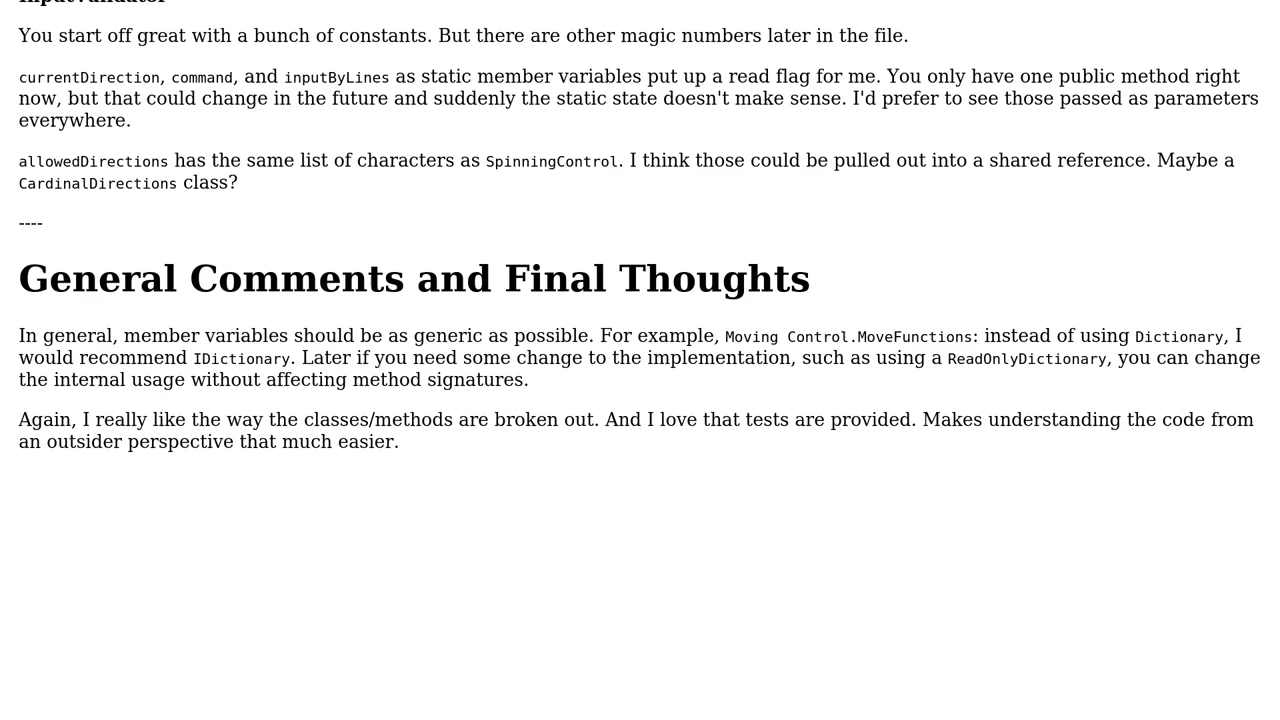 InputValidator
You start off great with a bunch of constants. But there are other magic numbers later in the file.
currentDirection, command, and inputByLines as static member variables put up a read flag for me. You only have one public method right
now, but that could change in the future and suddenly the static state doesn't make sense. I'd prefer to see those passed as parameters
everywhere.
allowedDirections has the same list of characters as SpinningControl. I think those could be pulled out into a shared reference. Maybe a
CardinalDirections class?
----
General Comments and Final Thoughts
In general, member variables should be as generic as possible. For example, Moving Control.MoveFunctions: instead of using Dictionary, I
would recommend IDictionary. Later if you need some change to the implementation, such as using a ReadOnlyDictionary, you can change
the internal usage without affecting method signatures.
Again, I really like the way the classes/methods are broken out. And I love that tests are provided. Makes understanding the code from
an outsider perspective that much easier.